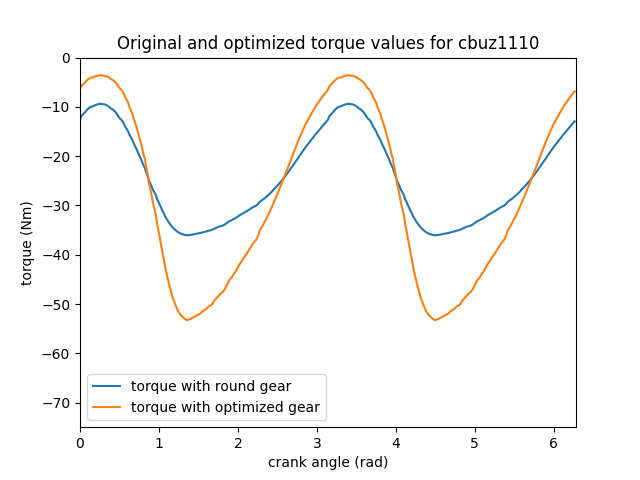 Original and optimized torque values for cbuz1110
0
−10
−20
−30
−40
−50
−60
−70
torque (Nm)
torque with round gear
torque with optimized gear
0 1 2 3 4 5 6
crank angle (rad)